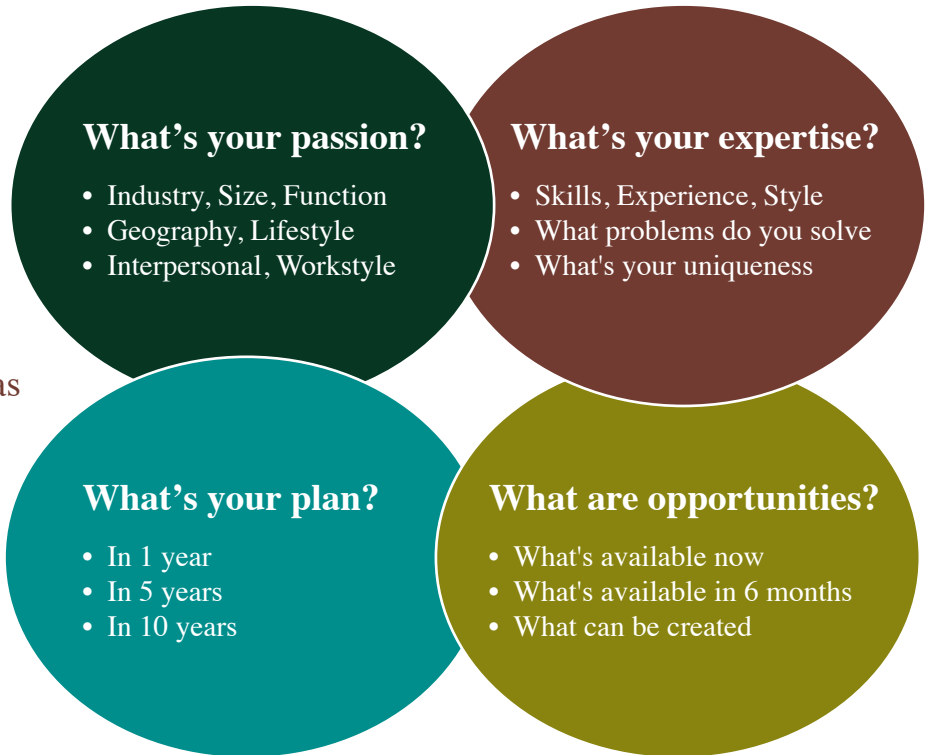 What’s your passion?
• Industry, Size, Function
• Geography, Lifestyle
• Interpersonal, Workstyle
What’s your expertise?
• Skills, Experience, Style
• What problems do you solve
• What's your uniqueness
What’s your plan?
• In 1 year
• In 5 years
• In 10 years
What are opportunities?
• What's available now
• What's available in 6 months
• What can be created